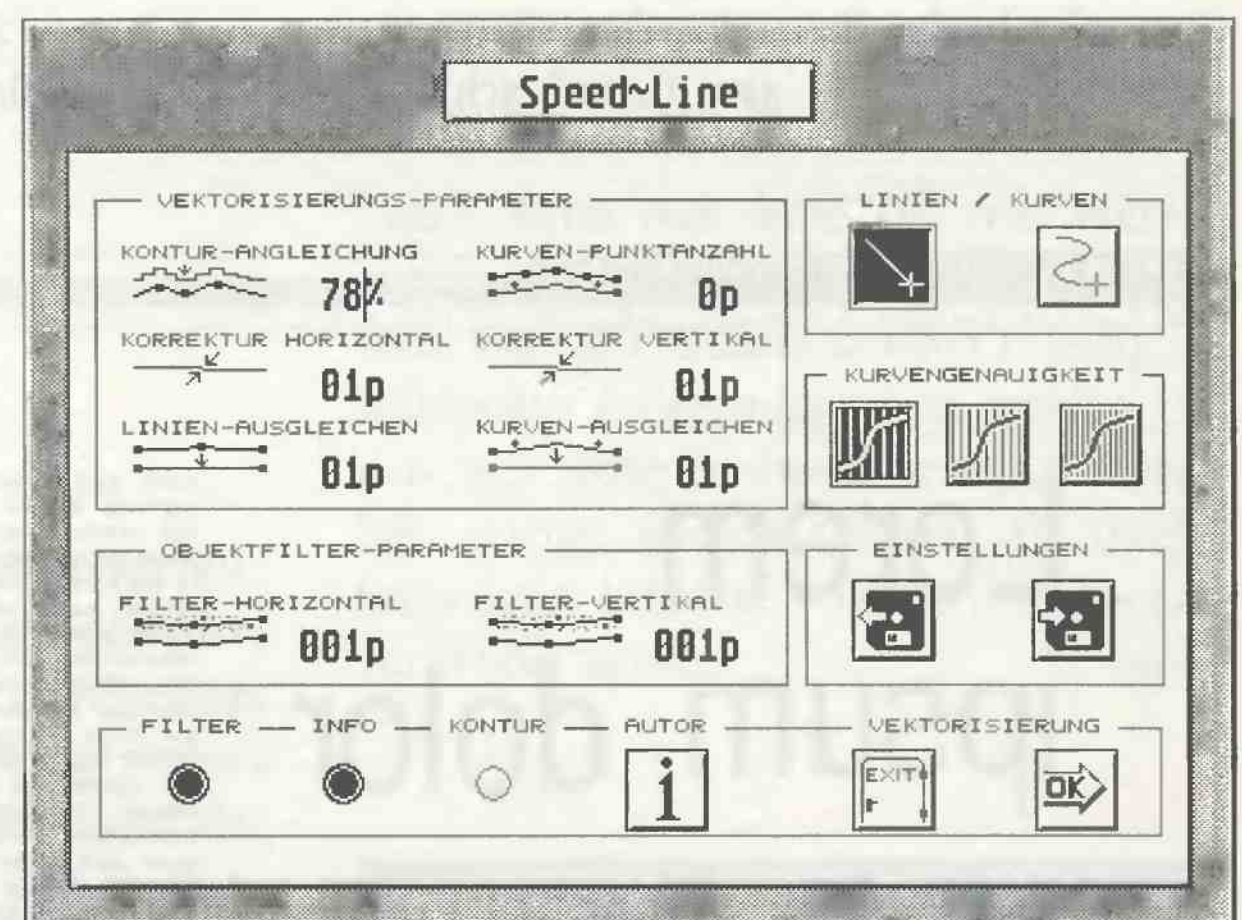 Speed~Line
VEKTORISIERUNGS-PARAMETER
KONTUR-ANGLEICHUNG
78%
KURVEN-PUNKTANZAHL
0p
KORREKTUR HORIZONTAL
01p
KORREKTUR VERTIKAL
01p
LINIEN-AUSGLEICHEN
01p
KURVEN-AUSGLEICHEN
01p
LINIEN / KURVEN
KURVENGENAUIGKEIT
OBJEKTFILTER-PARAMETER
FILTER-HORIZONTAL
001p
FILTER-VERTIKAL
001p
EINSTELLUNGEN
FILTER
INFO
KONTUR
AUTOR
i
VEKTORISIERUNG
EXIT
r
OK